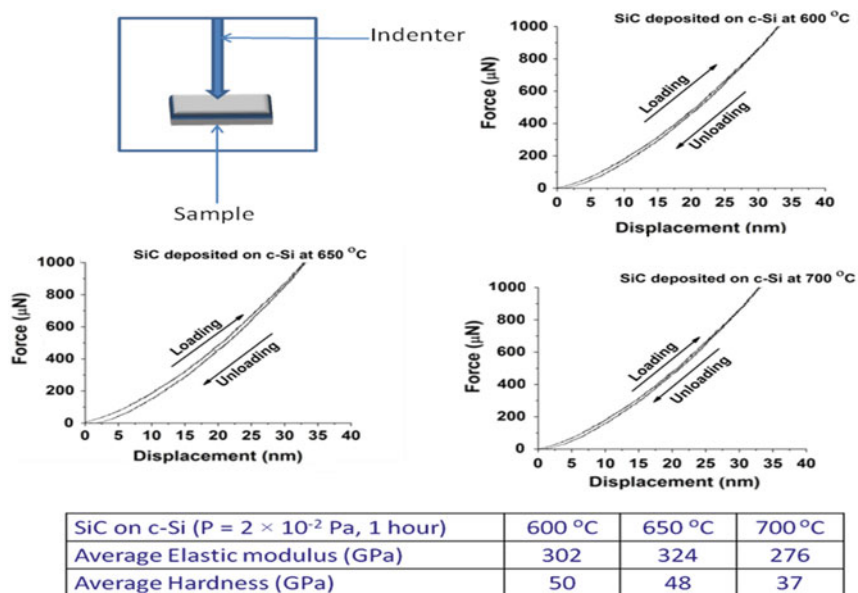 Indenter
Sample
SiC deposited on c-Si at 600 °C
Force (µN)
1000
800
600
400
200
0
Loading
Unloading
0 5 10 15 20 25 30 35 40
Displacement (nm)
SiC deposited on c-Si at 650 °C
Force (µN)
1000
800
600
400
200
0
Loading
Unloading
0 5 10 15 20 25 30 35 40
Displacement (nm)
SiC deposited on c-Si at 700 °C
Force (µN)
1000
800
600
400
200
0
Loading
Unloading
0 5 10 15 20 25 30 35 40
Displacement (nm)
SiC on c-Si (P = 2 × 10⁻² Pa, 1 hour) 600 °C 650 °C 700 °C
Average Elastic modulus (GPa) 302 324 276
Average Hardness (GPa) 50 48 37